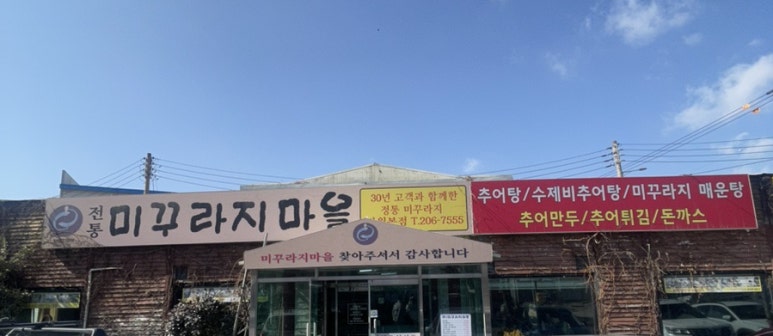 전통 미꾸라지마을
30년 고객과 함께한
정통 미꾸라지
T.206-7555
추어탕/수제비추어탕/미꾸라지 매운탕
추어만두/추어튀김/돈까스
미꾸라지마을 찾아주셔서 감사합니다